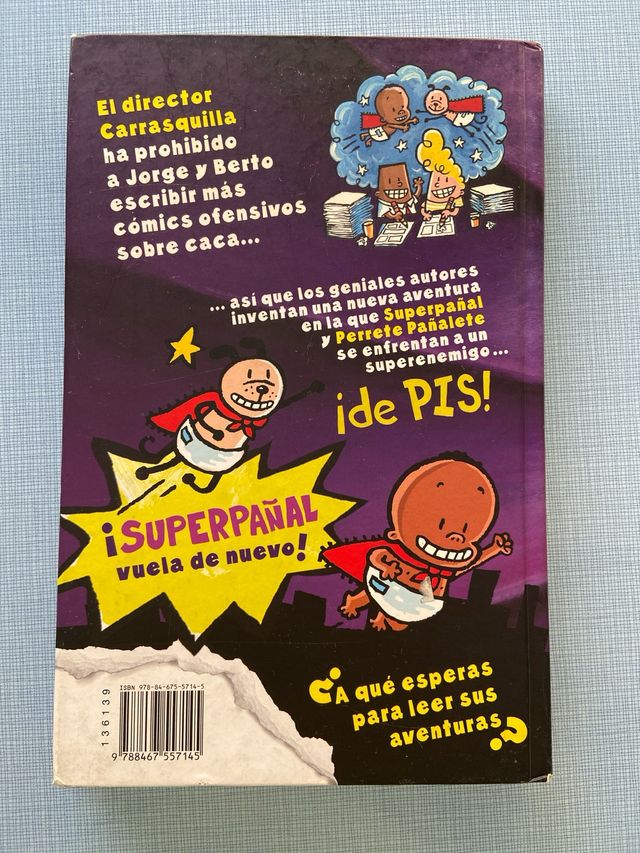 El director
Carrasquilla
ha prohibido
a Jorge y Berto
escribir más
cómics ofensivos
sobre caca...
... así que los geniales autores
inventan una nueva aventura
en la que Superpañal
y Perrete Pañalete
se enfrentan a un
superenemigo...
¡de PIS!
¡SUPERPAÑAL
vuela de nuevo!
¿A qué esperas
para leer sus
aventuras?
ISBN 978-84-675-5714-5
136139
9 788467 557145